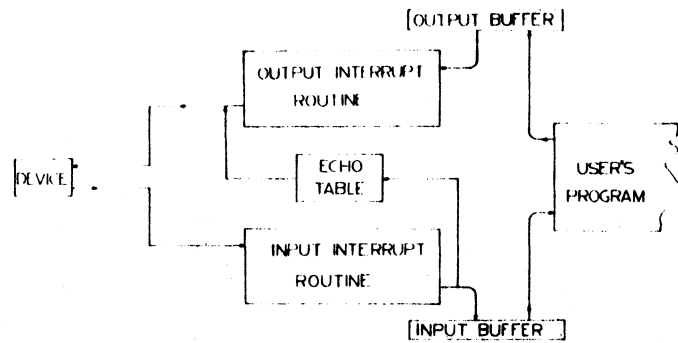 OUTPUT BUFFER
OUTPUT INTERRUPT
ROUTINE
DEVICE
ECHO
TABLE
USER'S
PROGRAM
INPUT INTERRUPT
ROUTINE
INPUT BUFFER